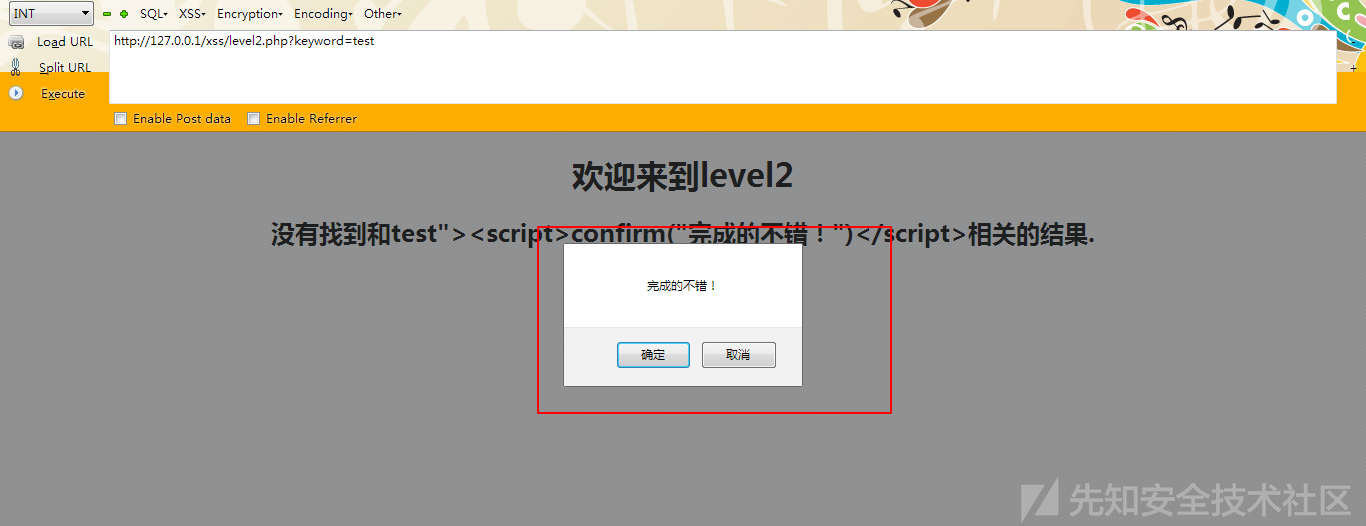 INT SQL- XSS- Encryption- Encoding- Other-
Load URL http://127.0.0.1/xss/level2.php?keyword=test
Split URL
+
Execute
Enable Post data Enable Referrer
欢迎来到level2
没有找到和test"><script>confirm("完成的不错！")</script>相关的结果.
完成的不错！
确定 取消
先知安全技术社区